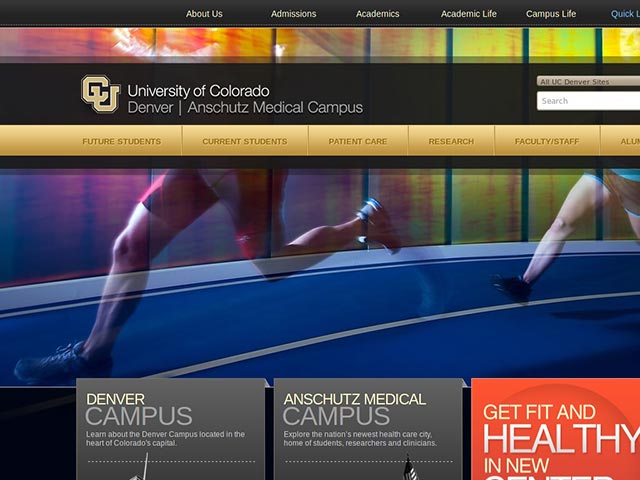 About Us Admissions Academics Academic Life Campus Life Quick L
CU
University of Colorado
Denver | Anschutz Medical Campus
All UC Denver Sites
Search
FUTURE STUDENTS CURRENT STUDENTS PATIENT CARE RESEARCH FACULTY/STAFF ALUM
DENVER
CAMPUS
Learn about the Denver Campus located in the
heart of Colorado's capital.
ANSCHUTZ MEDICAL
CAMPUS
Explore the nation's newest health care city,
home of students, researchers and clinicians.
GET FIT AND
HEALTHY
IN NEW
CENTER